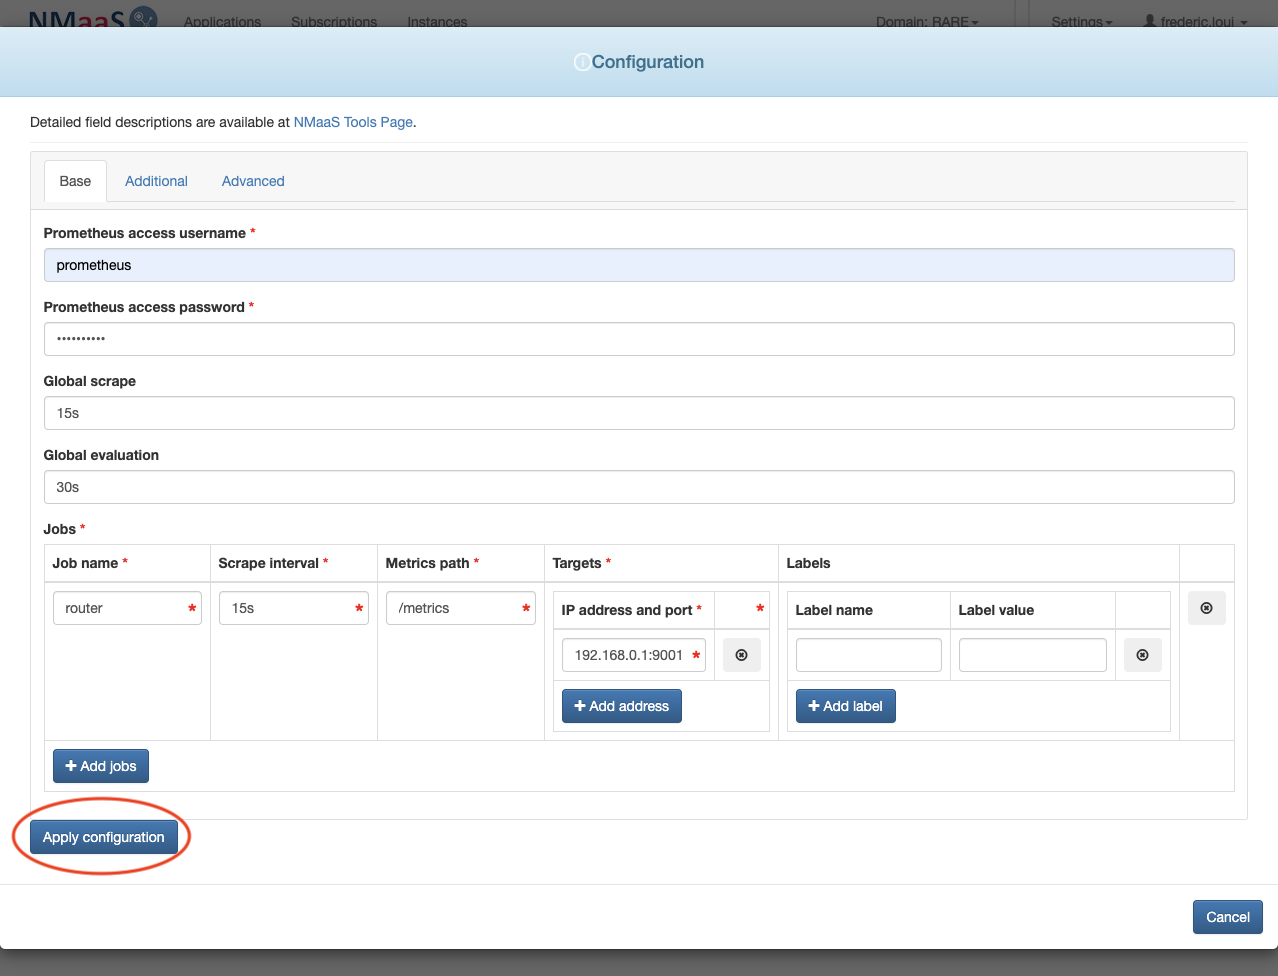 NMaaS Applications Subscriptions Instances Domain: RARE Settings frederic.loui
Configuration
Detailed field descriptions are available at NMaaS Tools Page.
Base Additional Advanced
Prometheus access username *
prometheus
Prometheus access password *
••••••••••
Global scrape
15s
Global evaluation
30s
Jobs *
Job name * Scrape interval * Metrics path * Targets * Labels
router * 15s * /metrics * IP address and port * * Label name Label value
192.168.0.1:9001 *
Add address Add label
Add jobs
Apply configuration
Cancel